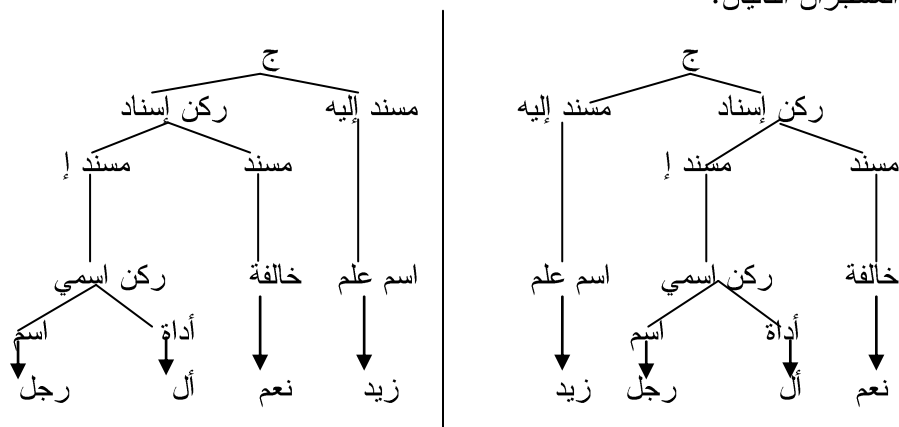 المشجران التاليان:
ج
ركن إسناد مسند إليه
مسند مسند إ
خالفة ركن اسمي اسم علم
أداة اسم
نعم أل رجل زيد
ج
مسند إليه ركن إسناد
مسند مسند إ
اسم علم خالفة ركن اسمي
أداة اسم
زيد نعم أل رجل